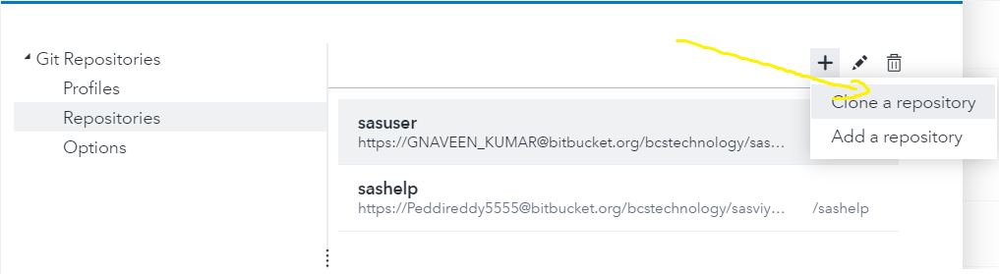 Git Repositories
Profiles
Repositories
Options
Clone a repository
Add a repository
sasuser
https://GNAVEEN_KUMAR@bitbucket.org/bcstechnology/sas...
sashelp
https://Peddireddy5555@bitbucket.org/bcstechnology/sasviy... /sashelp